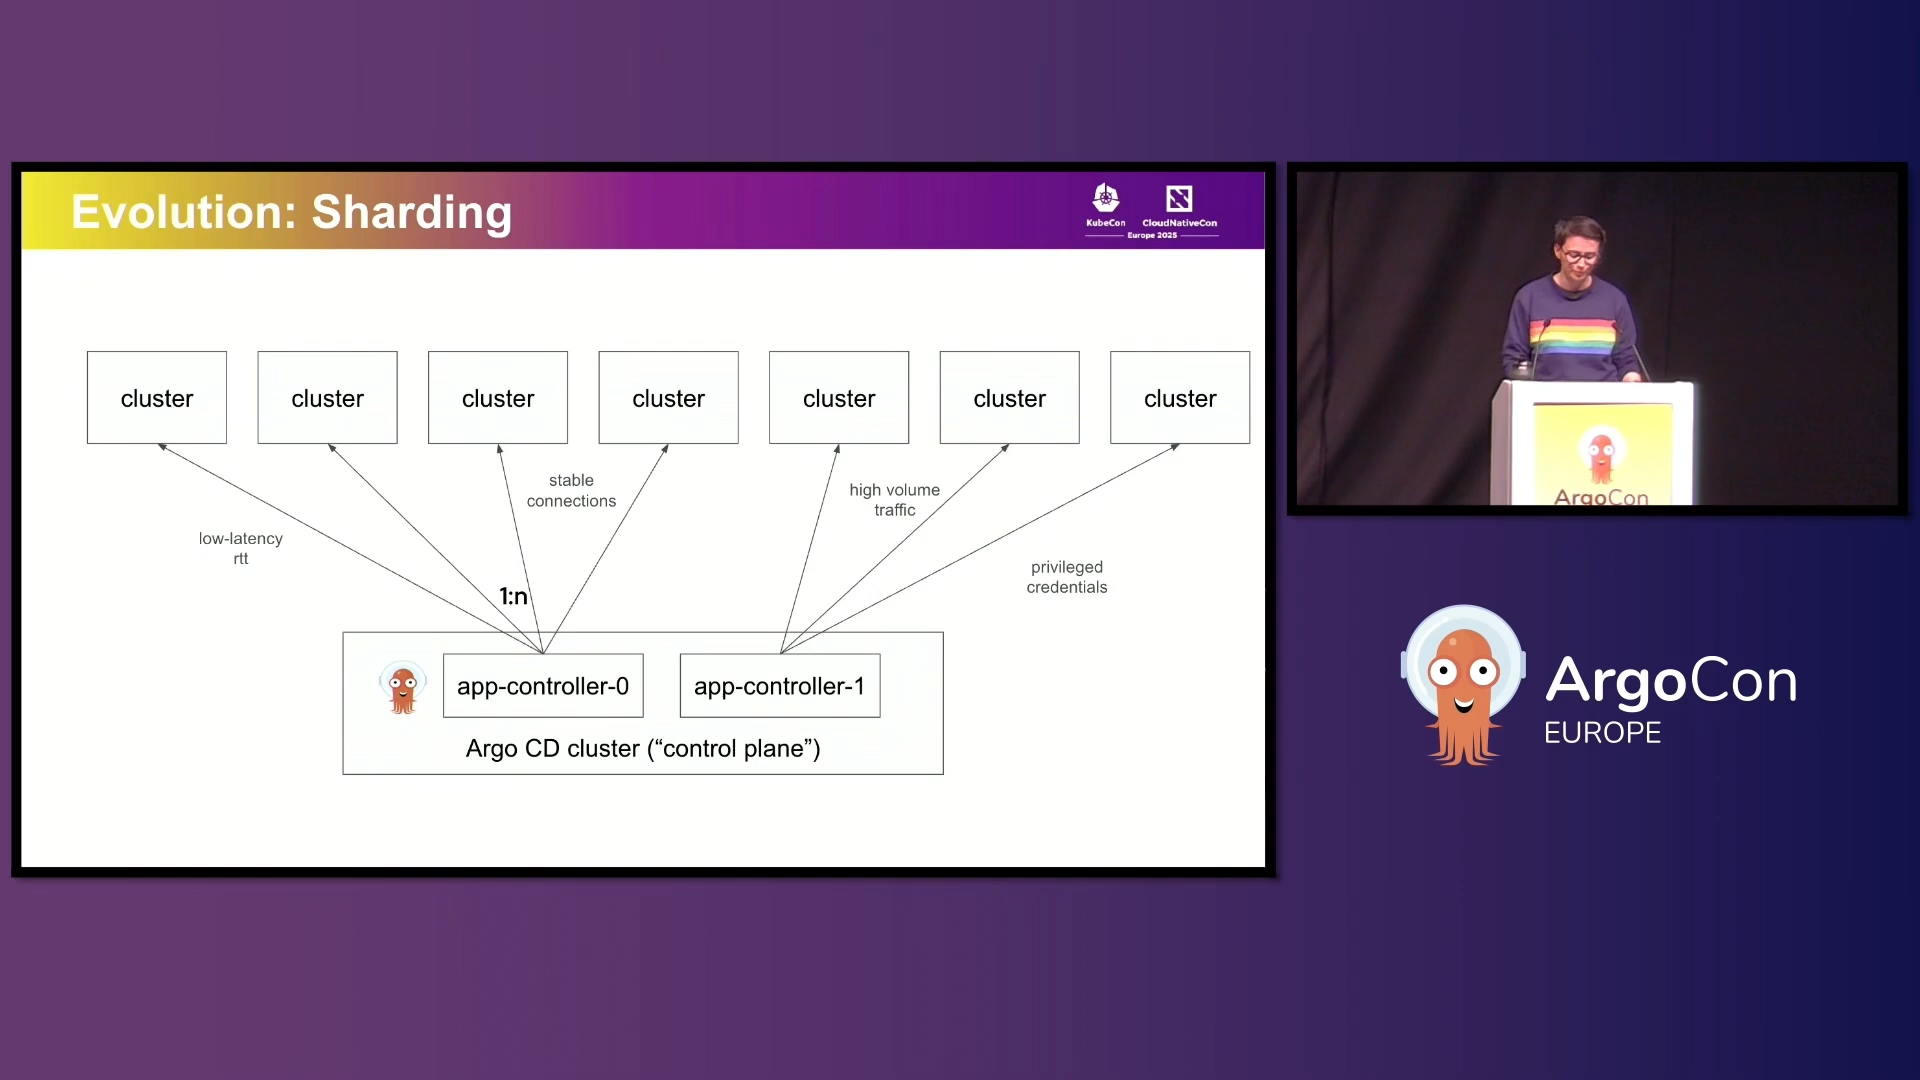 Evolution: Sharding
KubeCon
CloudNativeCon
Europe 2025
cluster
cluster
cluster
cluster
cluster
cluster
cluster
stable
connections
high volume
traffic
low-latency
rtt
privileged
credentials
1:n
app-controller-0
app-controller-1
Argo CD cluster (“control plane”)
ArgoCon
ArgoCon
EUROPE